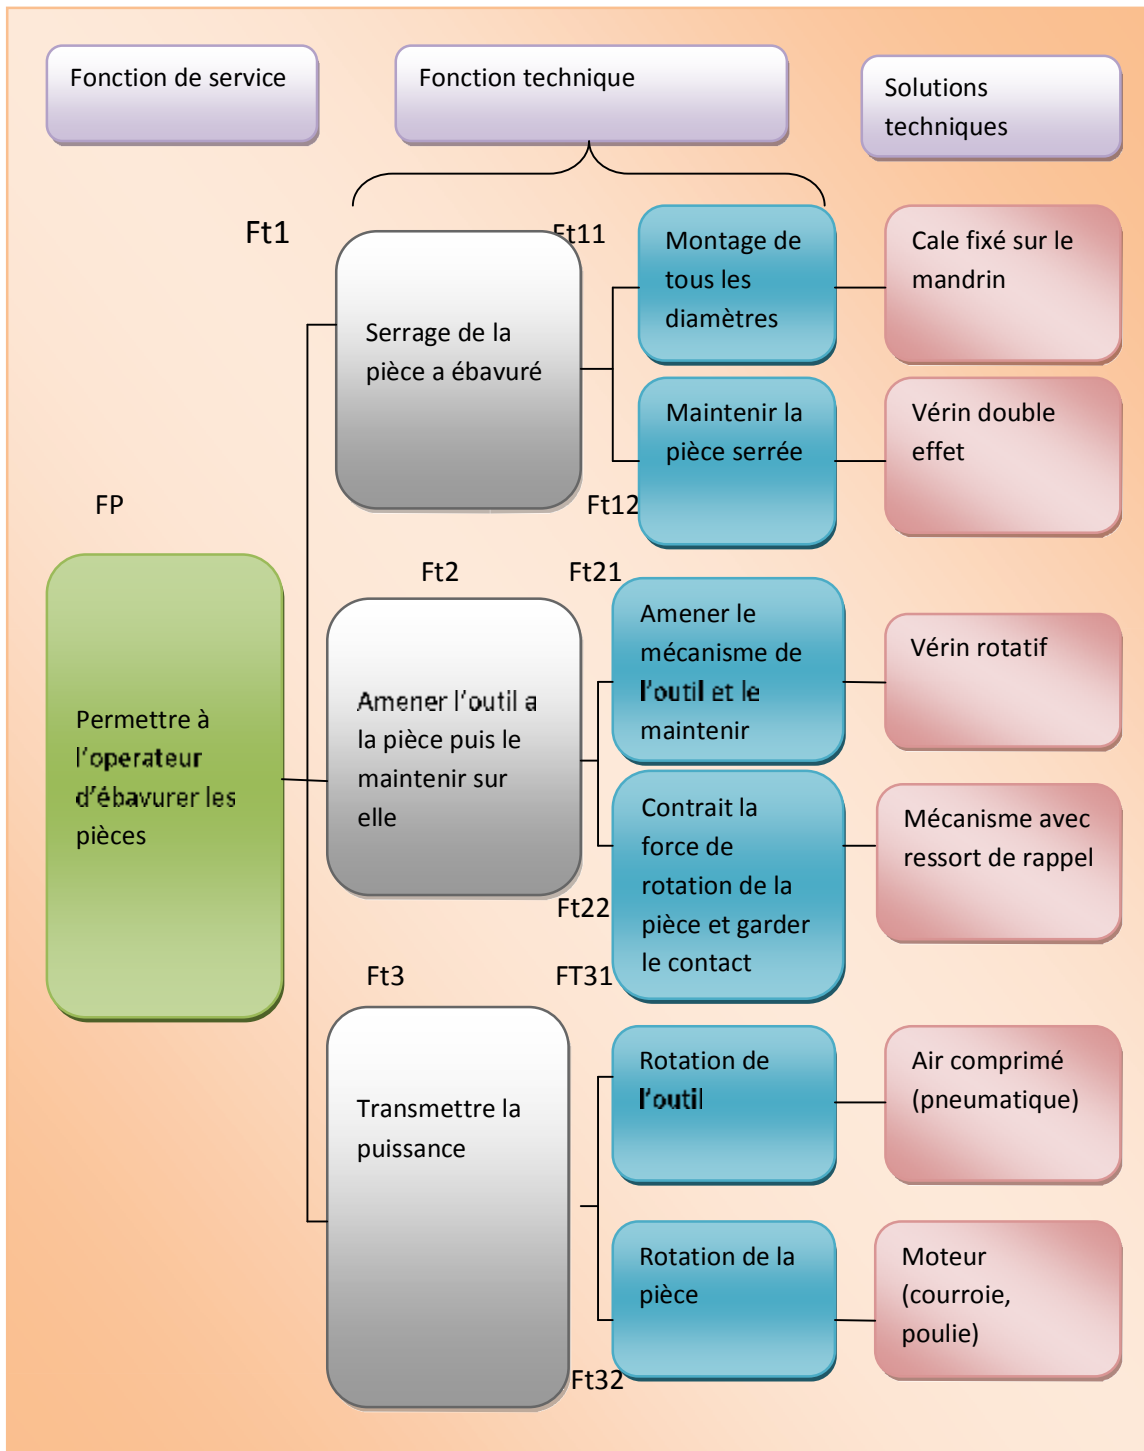 Fonction de service
Fonction technique
Solutions
techniques
Ft1
Ft11
Montage de
tous les
diamètres
Cale fixé sur le
mandrin
Serrage de la
pièce a ébavuré
Maintenir la
pièce serrée
Vérin double
effet
FP
Ft12
Ft2
Ft21
Amener le
mécanisme de
l'outil et le
maintenir
Vérin rotatif
Permettre à
l'operateur
d'ébavurer les
pièces
Amener l'outil a
la pièce puis le
maintenir sur
elle
Contrait la
force de
rotation de la
pièce et garder
le contact
Mécanisme avec
ressort de rappel
Ft22
Ft3
FT31
Rotation de
l'outil
Air comprimé
(pneumatique)
Transmettre la
puissance
Rotation de la
pièce
Moteur
(courroie,
poulie)
Ft32